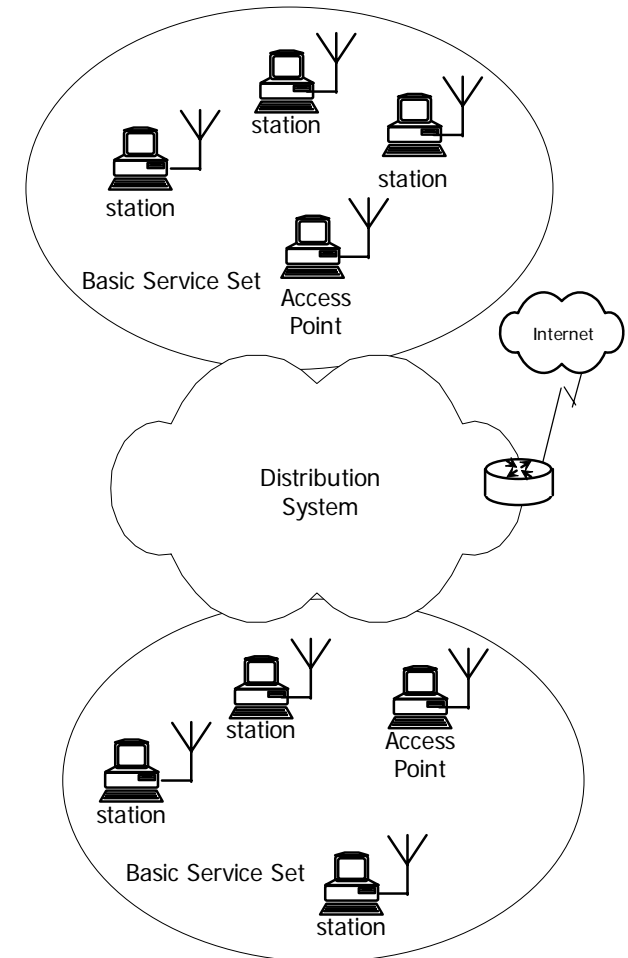 station
station
station
Basic Service Set
Access
Point
Internet
Distribution
System
station
Access
Point
station
Basic Service Set
station